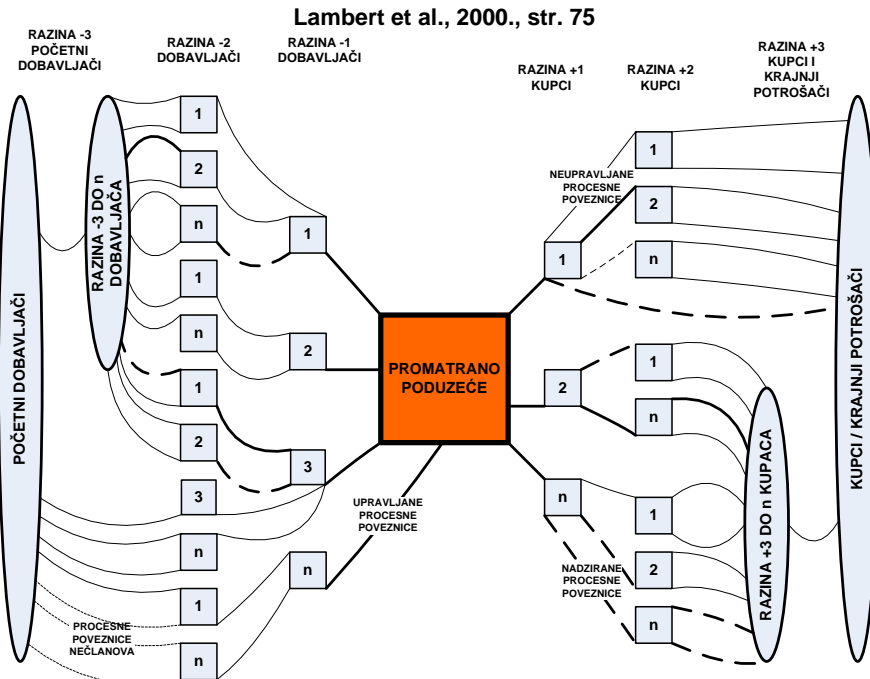 Lambert et al., 2000., str. 75
RAZINA -3
POČETNI
DOBAVLJAČI
RAZINA -2
DOBAVLJAČI
RAZINA -1
DOBAVLJAČI
RAZINA +1
KUPCI
RAZINA +2
KUPCI
RAZINA +3
KUPCI I
KRAJNJI
POTROŠAČI
POČETNI DOBAVLJAČI
RAZINA -3 DO n
DOBAVLJAČA
1
2
n
1
n
1
2
3
n
1
n
1
2
3
n
PROMATRANO
PODUZEĆE
UPRAVLJANE
PROCESNE
POVEZNICE
PROCESNE
POVEZNICE
NEČLANOVA
NEUPRAVLJANE
PROCESNE
POVEZNICE
NADZIRANE
PROCESNE
POVEZNICE
1
2
n
1
2
n
1
n
1
2
n
RAZINA +3 DO n KUPACA
KUPCI / KRAJNJI POTROŠAČI